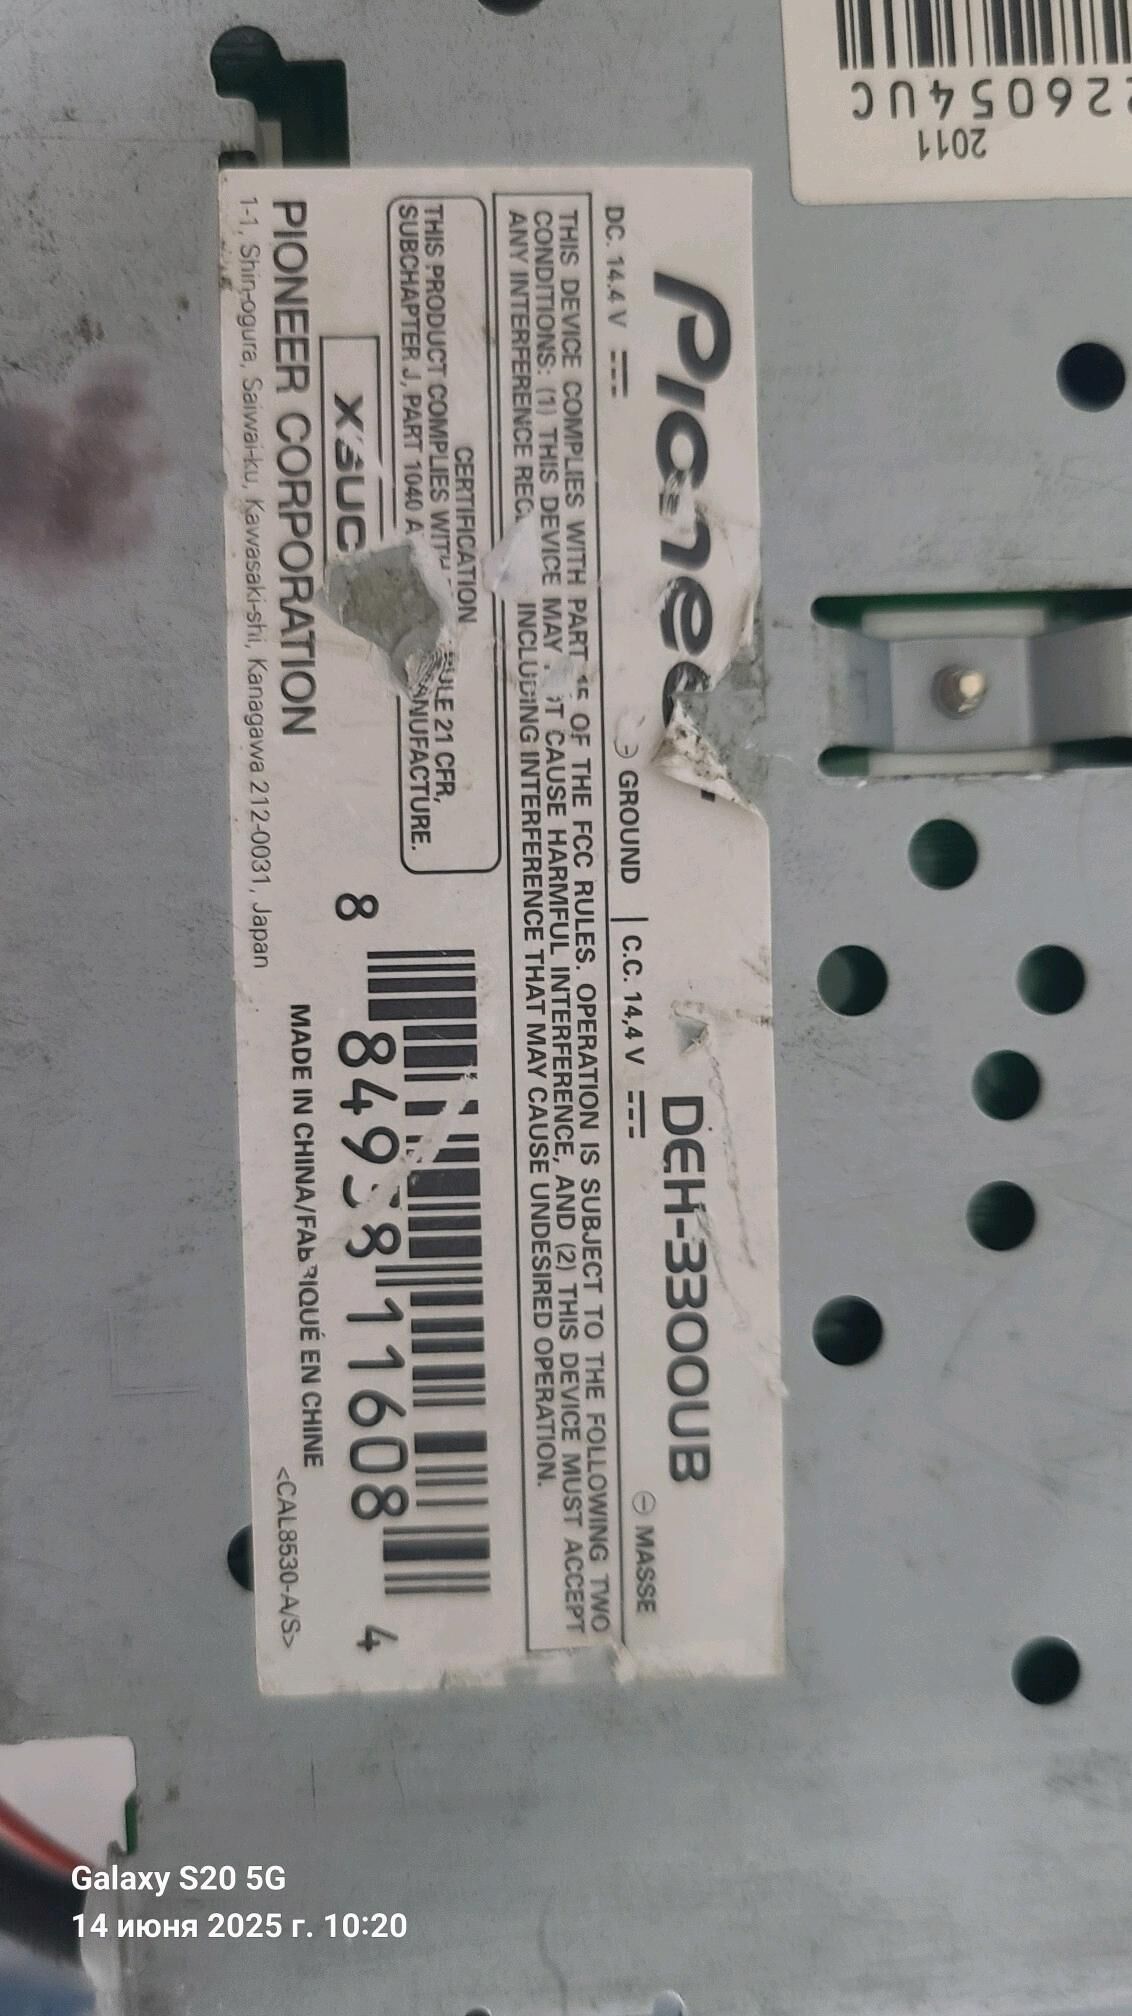 226054UC
2011
Pioneer
DEH-3300UB
DC. 14.4 V
GROUND | C.C. 14,4 V
MASSE
THIS DEVICE COMPLIES WITH PART 15 OF THE FCC RULES. OPERATION IS SUBJECT TO THE FOLLOWING TWO
CONDITIONS: (1) THIS DEVICE MAY NOT CAUSE HARMFUL INTERFERENCE, AND (2) THIS DEVICE MUST ACCEPT
ANY INTERFERENCE INCLUDING INTERFERENCE THAT MAY CAUSE UNDESIRED OPERATION.
CERTIFICATION
THIS PRODUCT COMPLIES WITH RULE 21 CFR,
SUBCHAPTER J, PART 1040 MANUFACTURE.
8 84938 11608 4
PIONEER CORPORATION
MADE IN CHINA/FABRIQUÉ EN CHINE
1-1, Shin-ogura, Saiwai-ku, Kawasaki-shi, Kanagawa 212-0031, Japan
<CAL8530-A/S>
Galaxy S20 5G
14 июня 2025 г. 10:20